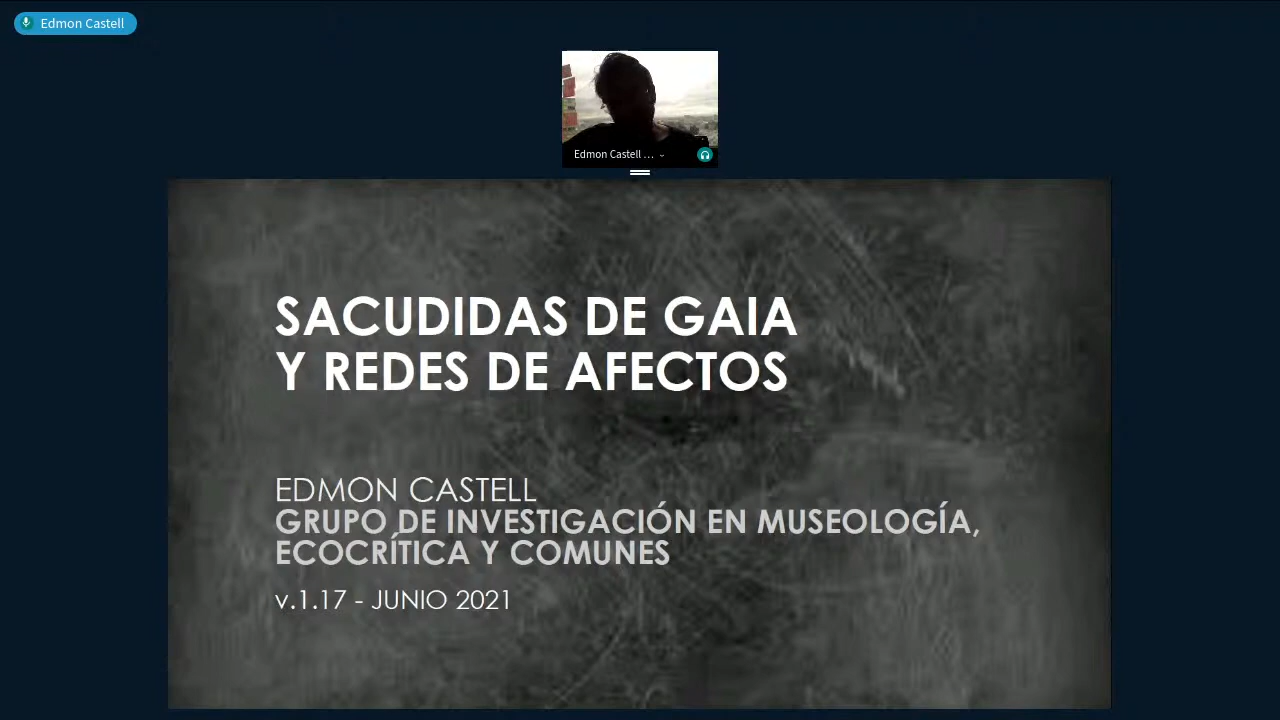 Edmon Castell
Edmon Castell ...
SACUDIDAS DE GAIA
Y REDES DE AFECTOS
EDMON CASTELL
GRUPO DE INVESTIGACIÓN EN MUSEOLOGÍA,
ECOCRÍTICA Y COMUNES
v.1.17 - JUNIO 2021